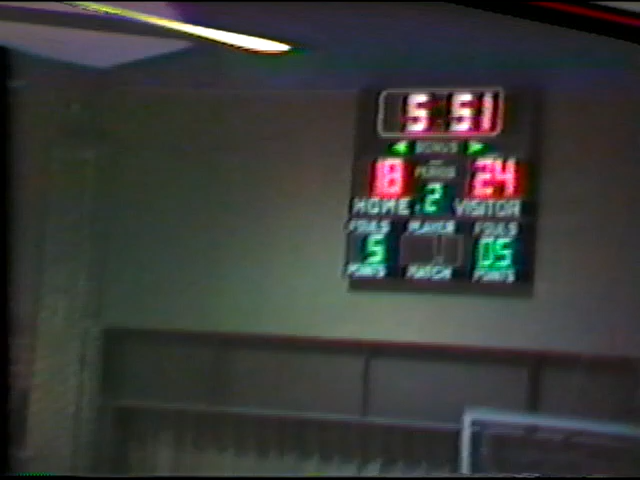 5:51
BONUS
PERIOD
18 2 24
HOME VISITOR
FOULS PLAYER FOULS
5 05
POINTS MATCH POINTS